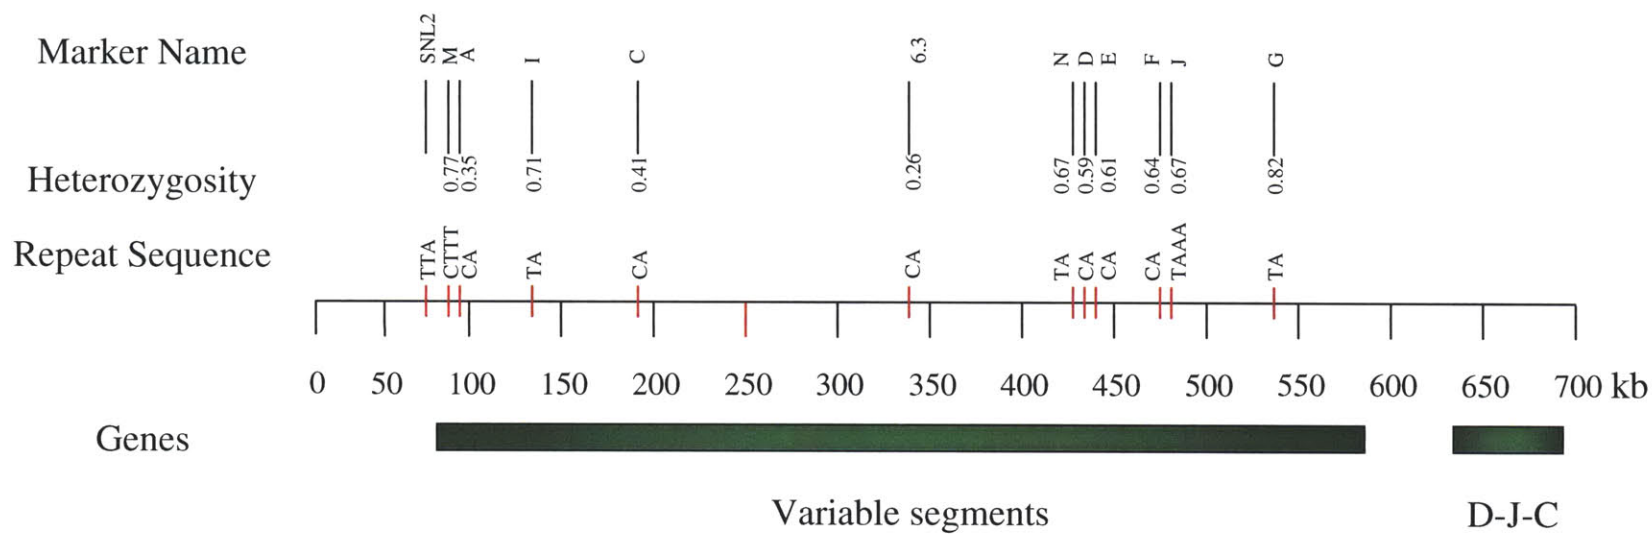 Marker Name SNL2 M A I C 6.3 N D E F J G
Heterozygosity 0.77 0.35 0.71 0.41 0.26 0.67 0.59 0.61 0.64 0.67 0.82
Repeat Sequence TTA CTTT CA TA CA CA TA CA CA CA TAAA TA
0 50 100 150 200 250 300 350 400 450 500 550 600 650 700 kb
Genes
Variable segments D-J-C